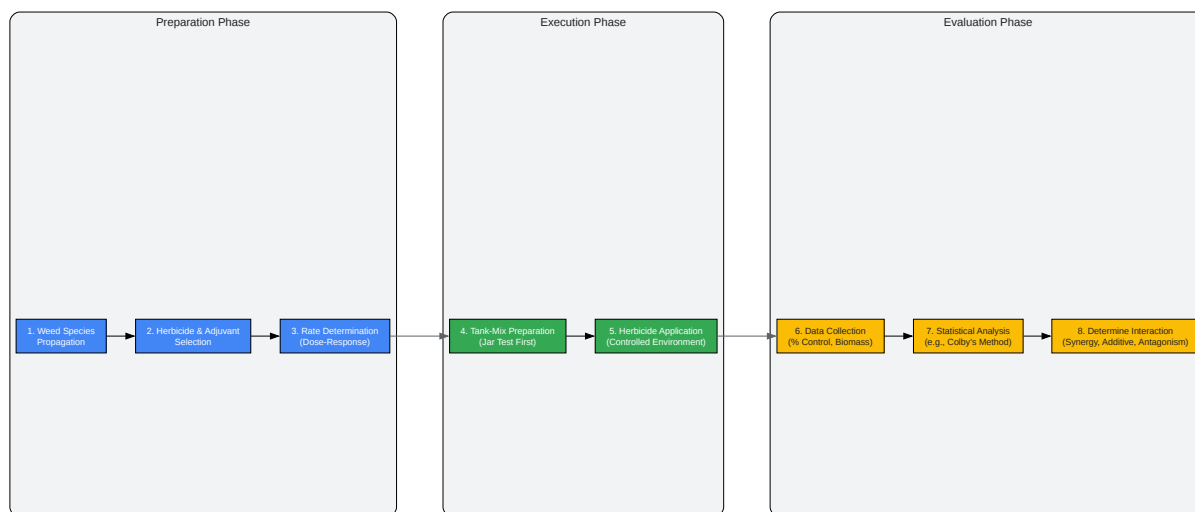 Preparation Phase
1. Weed Species
Propagation
2. Herbicide & Adjuvant
Selection
3. Rate Determination
(Dose-Response)
Execution Phase
4. Tank-Mix Preparation
(Jar Test First)
5. Herbicide Application
(Controlled Environment)
Evaluation Phase
6. Data Collection
(% Control, Biomass)
7. Statistical Analysis
(e.g., Colby's Method)
8. Determine Interaction
(Synergy, Additive, Antagonism)